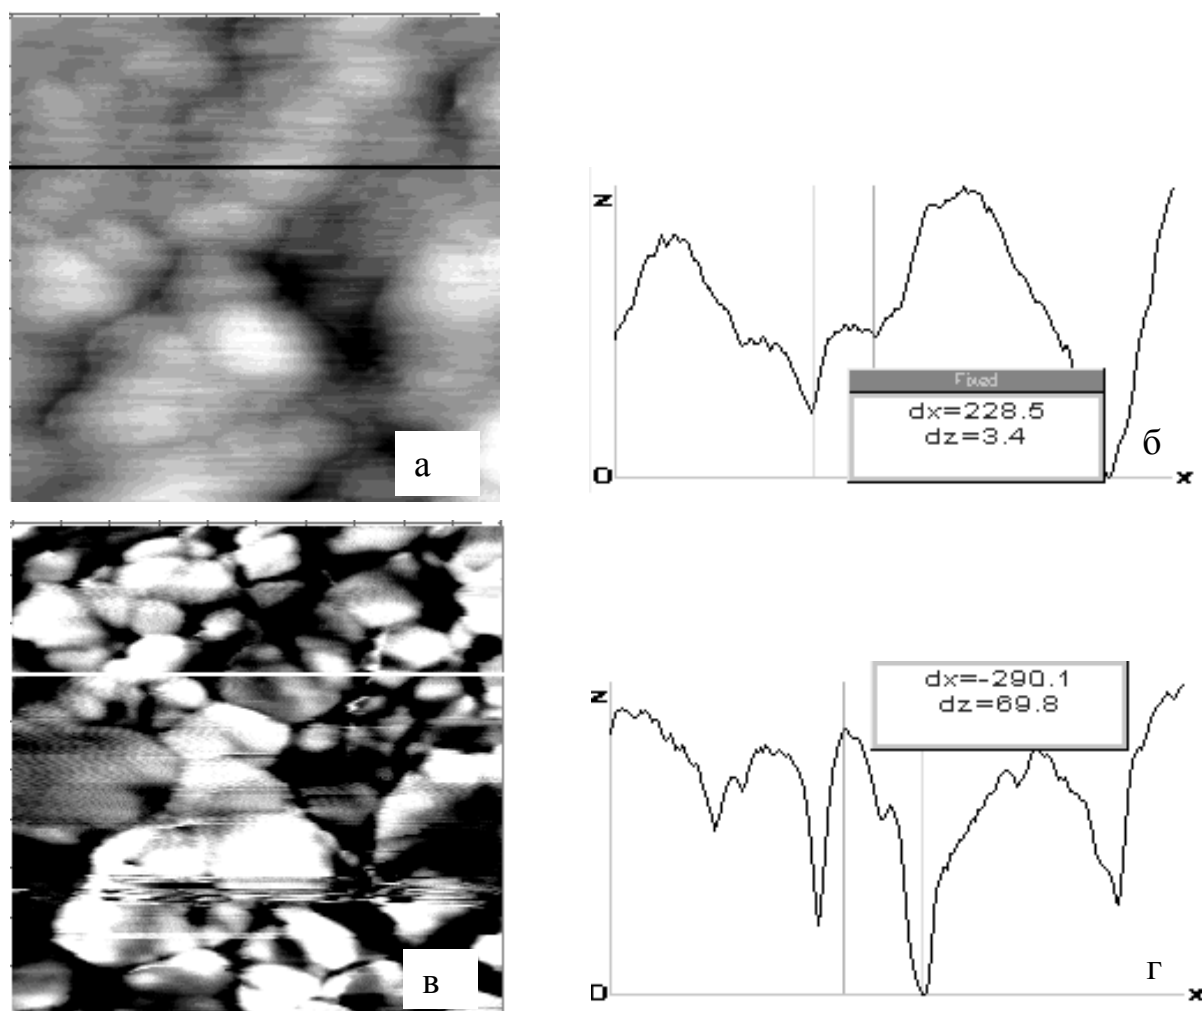 Z
Fixed
dx=228.5
dz=3.4
б
0
x
а
dx=-290.1
dz=69.8
Z
г
0
x
в